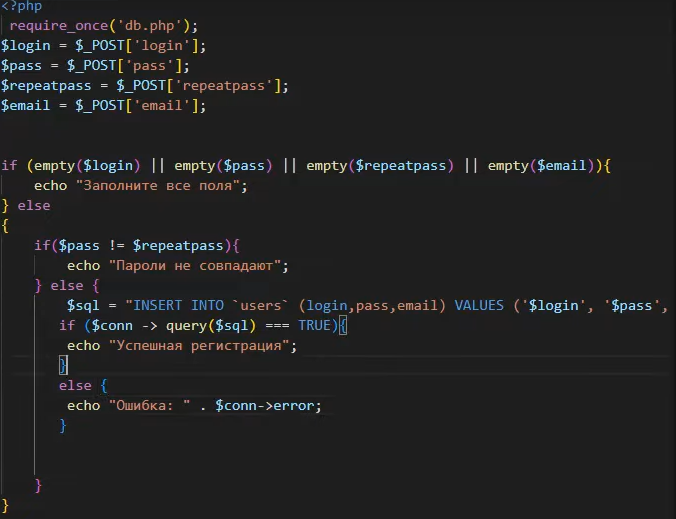 <?php
require_once('db.php');
$login = $_POST['login'];
$pass = $_POST['pass'];
$repeatpass = $_POST['repeatpass'];
$email = $_POST['email'];
if (empty($login) || empty($pass) || empty($repeatpass) || empty($email)){
echo "Заполните все поля";
} else
{
if($pass != $repeatpass){
echo "Пароли не совпадают";
} else {
$sql = "INSERT INTO `users` (login,pass,email) VALUES ('$login', '$pass',
if ($conn -> query($sql) === TRUE){
echo "Успешная регистрация";
}
else {
echo "Ошибка: " . $conn->error;
}
}
}